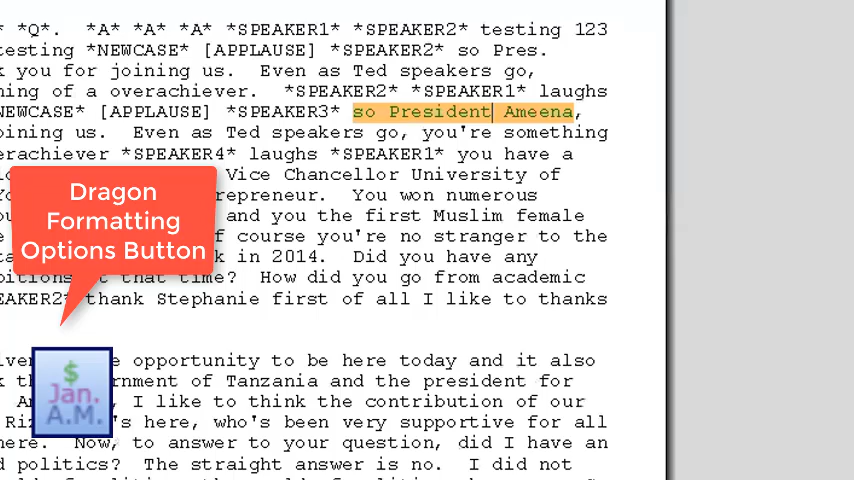 * *Q*.  *A* *A* *A* *SPEAKER1* *SPEAKER2* testing 123
testing *NEWCASE* [APPLAUSE] *SPEAKER2* so Pres.
k you for joining us.  Even as Ted speakers go,
ning of a overachiever.  *SPEAKER2* *SPEAKER1* laughs
NEWCASE* [APPLAUSE] *SPEAKER3* so President Ameena,
oining us.  Even as Ted speakers go, you're something
erachiever *SPEAKER4* laughs *SPEAKER1* you have a
Vice Chancellor University of
repreneur.  You won numerous
and you the first Muslim female
f course you're no stranger to the
k in 2014.  Did you have any
bitions at that time?  How did you go from academic
EAKER2* thank Stephanie first of all I like to thanks
Dragon
Formatting
Options Button
opportunity to be here today and it also
rnment of Tanzania and the president for
, I like to think the contribution of our
's here, who's been very supportive for all
here.  Now, to answer to your question, did I have an
d politics?  The straight answer is no.  I did not
$
Jan.
A.M.